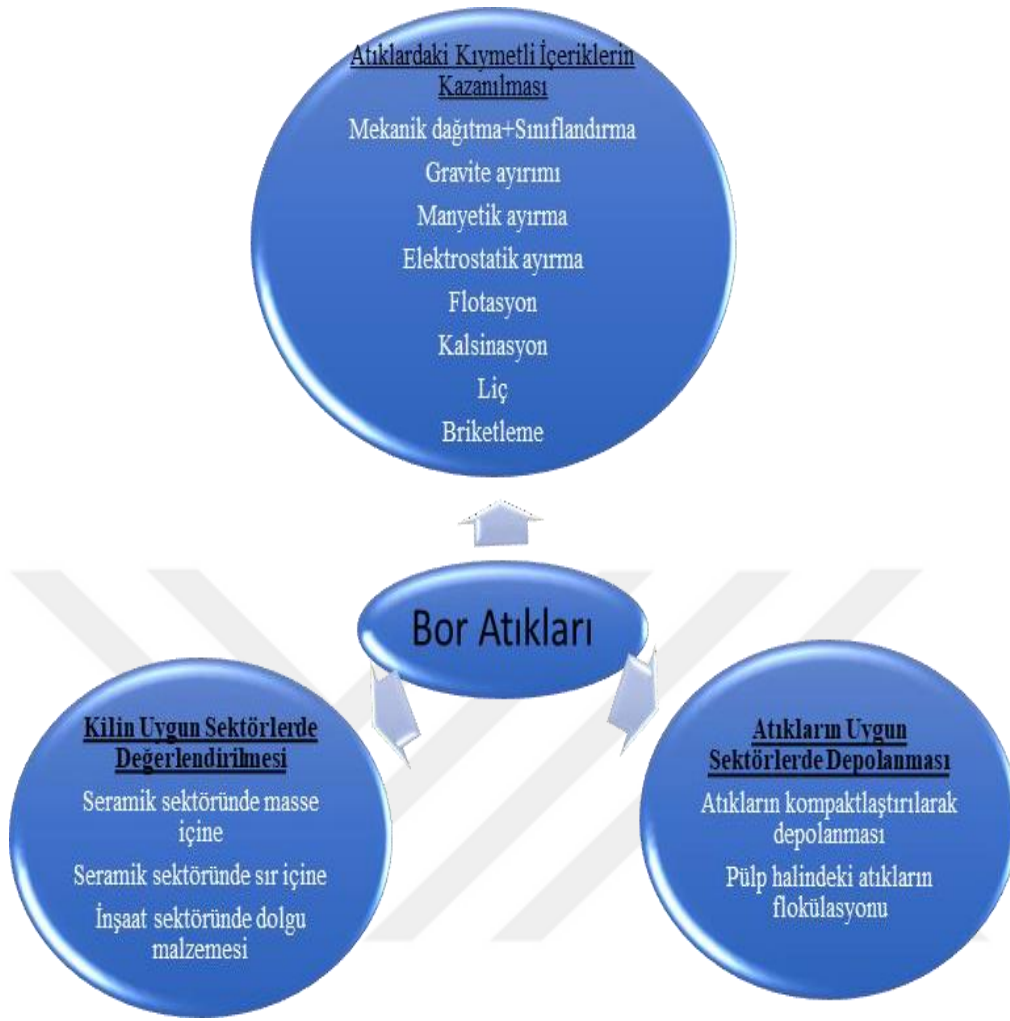 Atıklardaki Kıymetli İçeriklerin
Kazanılması
Mekanik dağıtma+Sınıflandırma
Gravite ayırımı
Manyetik ayırma
Elektrostatik ayırma
Flotasyon
Kalsinasyon
Liç
Briketleme
Bor Atıkları
Kilin Uygun Sektörlerde
Değerlendirilmesi
Seramik sektöründe masse
içine
Seramik sektöründe sır içine
İnşaat sektöründe dolgu
malzemesi
Atıkların Uygun
Sektörlerde Depolanması
Atıkların kompaktlaştırılarak
depolanması
Pülp halindeki atıkların
flokülasyonu